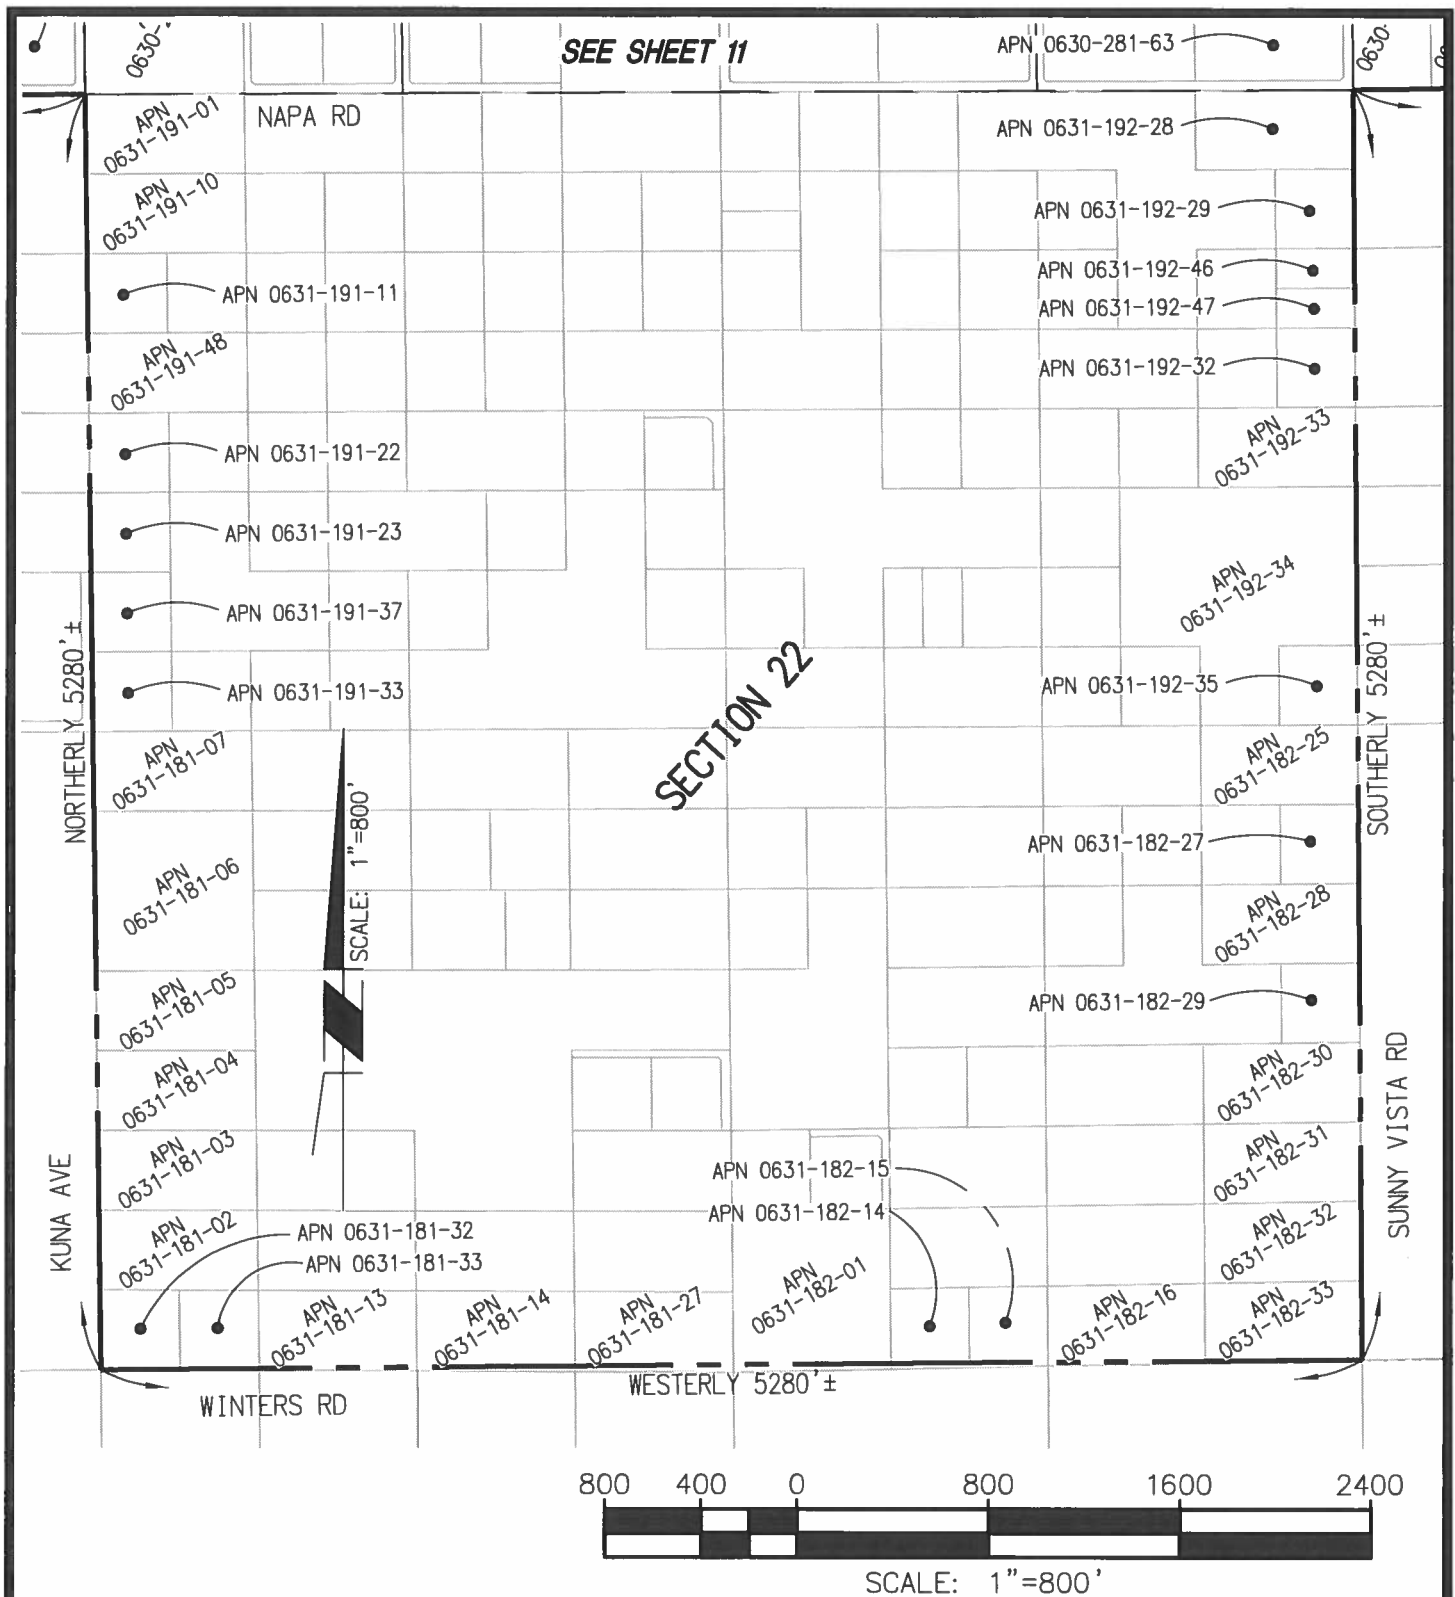 0630-
SEE SHEET 11
APN 0630-281-63
0630-
NAPA RD
APN
0631-191-01
APN 0631-192-28
APN
0631-191-10
APN 0631-192-29
APN 0631-191-11
APN 0631-192-46
APN 0631-192-47
APN
0631-191-48
APN 0631-192-32
APN 0631-191-22
APN
0631-192-33
APN 0631-191-23
APN
0631-192-34
APN 0631-191-37
APN 0631-191-33
APN 0631-192-35
NORTHERLY 5280'±
SECTION 22
SOUTHERLY 5280'±
APN
0631-181-07
APN
0631-182-25
SCALE: 1"=800'
APN 0631-182-27
APN
0631-181-06
APN
0631-182-28
APN
0631-181-05
APN 0631-182-29
APN
0631-181-04
APN
0631-182-30
SUNNY VISTA RD
APN
0631-181-03
APN
0631-182-31
KUNA AVE
APN 0631-182-15
APN 0631-182-14
APN
0631-181-02
APN 0631-181-32
APN 0631-181-33
APN
0631-182-32
APN
0631-181-13
APN
0631-181-14
APN
0631-181-27
APN
0631-182-01
APN
0631-182-16
APN
0631-182-33
WINTERS RD
WESTERLY 5280'±
800 400 0 800 1600 2400
SCALE: 1"=800'